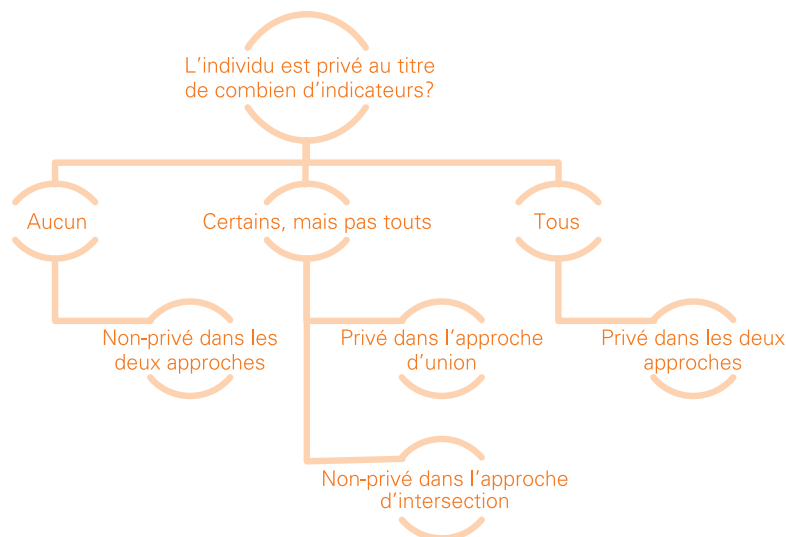 L'individu est privé au titre
de combien d'indicateurs?
Aucun
Certains, mais pas touts
Tous
Non-privé dans les
deux approches
Privé dans l'approche
d'union
Privé dans les deux
approches
Non-privé dans l'approche
d'intersection